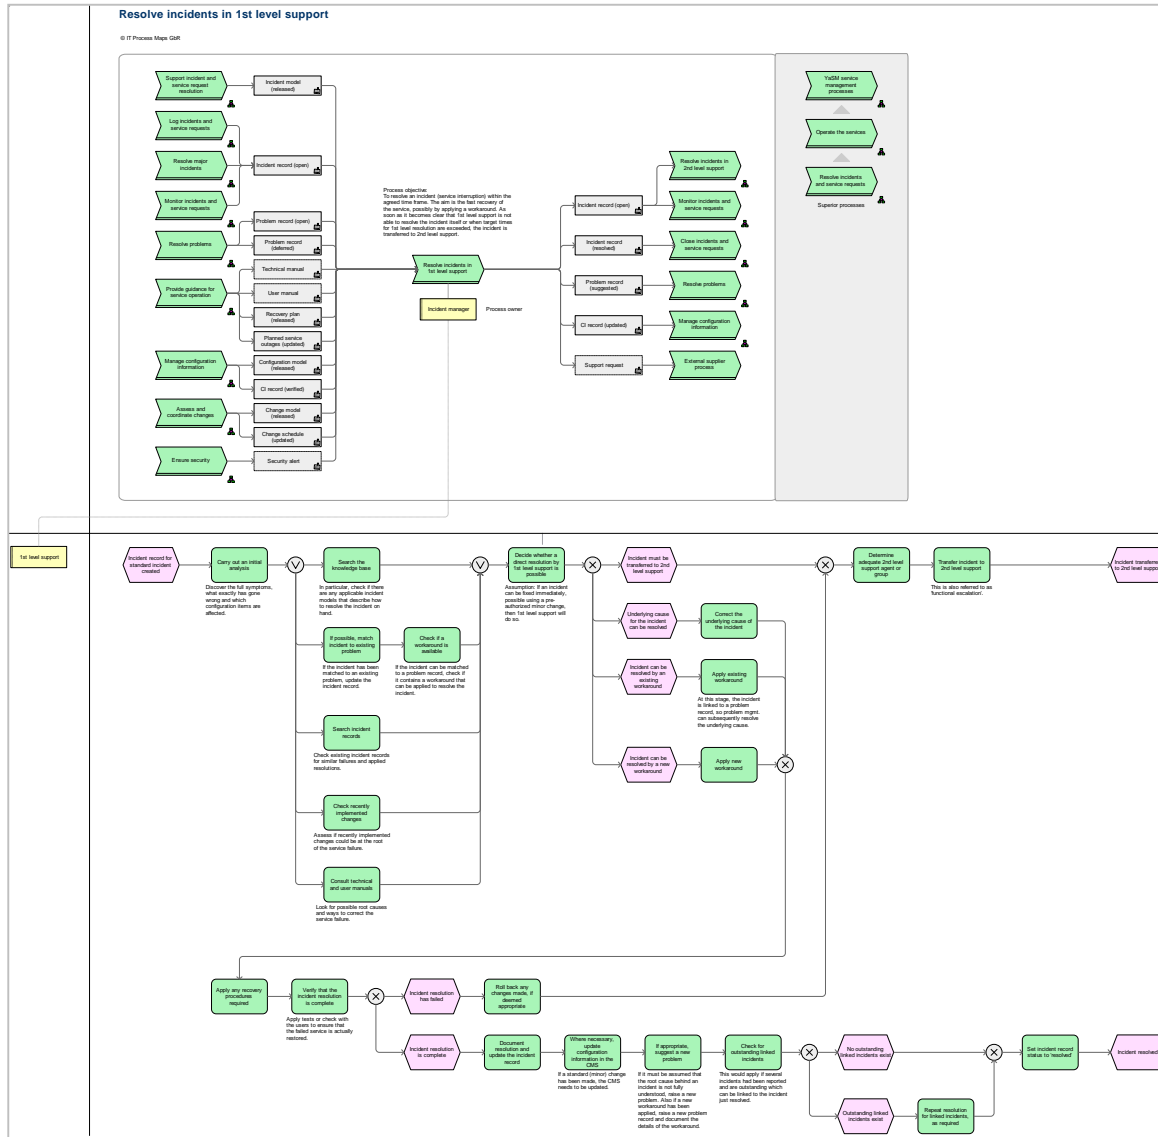 Resolve incidents in 1st level support
© IT Process Maps GbR
Support incident and
service request
resolution
Log incidents and
service requests
Resolve major
incidents
Monitor incidents and
service requests
Resolve problems
Provide guidance for
service operation
Manage configuration
information
Assess and
coordinate changes
Ensure security
Incident model
(released)
Incident record (open)
Problem record (open)
Problem record
(deferred)
Technical manual
User manual
Recovery plan
(released)
Planned service
outages (updated)
Configuration model
(released)
CI record (verified)
Change model
(released)
Change schedule
(updated)
Security alert
Process objective:
To resolve an incident (service interruption) within the
agreed time frame. The aim is the fast recovery of
the service, possibly by applying a workaround. As
soon as it becomes clear that 1st level support is not
able to resolve the incident itself or when target times
for 1st level resolution are exceeded, the incident is
transferred to 2nd level support.
Resolve incidents in
1st level support
Incident manager
Process owner
Incident record (open)
Incident record
(resolved)
Problem record
(suggested)
CI record (updated)
Support request
Resolve incidents in
2nd level support
Monitor incidents and
service requests
Close incidents and
service requests
Resolve problems
Manage configuration
information
External supplier
process
YaSM service
management
processes
Operate the services
Resolve incidents
and service requests
Superior processes
1st level support
Incident record for
standard incident
created
Carry out an initial
analysis
Discover the full symptoms,
what exactly has gone
wrong and which
configuration items are
affected.
Search the
knowledge base
In particular, check if there
are any applicable incident
models that describe how
to resolve the incident on
hand.
If possible, match
incident to existing
problem
If the incident has been
matched to an existing
problem, update the
incident record.
Check if a
workaround is
available
If the incident can be matched
to a problem record, check if
it contains a workaround that
can be applied to resolve the
incident.
Search incident
records
Check existing incident records
for similar failures and applied
resolutions.
Check recently
implemented
changes
Assess if recently implemented
changes could be at the root
of the service failure.
Consult technical
and user manuals
Look for possible root causes
and ways to correct the
service failure.
Decide whether a
direct resolution by
1st level support is
possible
Assumption: If an incident
can be fixed immediately,
possible using a pre-
authorized minor change,
then 1st level support will
do so.
Incident must be
transferred to 2nd
level support
Underlying cause
for the incident
can be resolved
Correct the
underlying cause of
the incident
Incident can be
resolved by an
existing
workaround
Apply existing
workaround
At this stage, the incident
is linked to a problem
record, so problem mgmt.
can subsequently resolve
the underlying cause.
Incident can be
resolved by a new
workaround
Apply new
workaround
Determine
adequate 2nd level
support agent or
group
Transfer incident to
2nd level support
This is also referred to as
'functional escalation'.
Incident transferre
to 2nd level suppo
Apply any recovery
procedures
required
Verify that the
incident resolution
is complete
Apply tests or check with
the users to ensure that
the failed service is actually
restored.
Incident resolution
has failed
Roll back any
changes made, if
deemed
appropriate
Incident resolution
is complete
Document
resolution and
update the incident
record
Where necessary,
update
configuration
information in the
CMS
If a standard (minor) change
has been made, the CMS
needs to be updated.
If appropriate,
suggest a new
problem
If it must be assumed that
the root cause behind an
incident is not fully
understood, raise a new
problem. Also if a new
workaround has been
applied, raise a new problem
record and document the
details of the workaround.
Check for
outstanding linked
incidents
This would apply if several
incidents had been reported
and are outstanding which
can be linked to the incident
just resolved.
No outstanding
linked incidents exist
Outstanding linked
incidents exist
Repeat resolution
for linked incidents,
as required
Set incident record
status to 'resolved'
Incident resolved